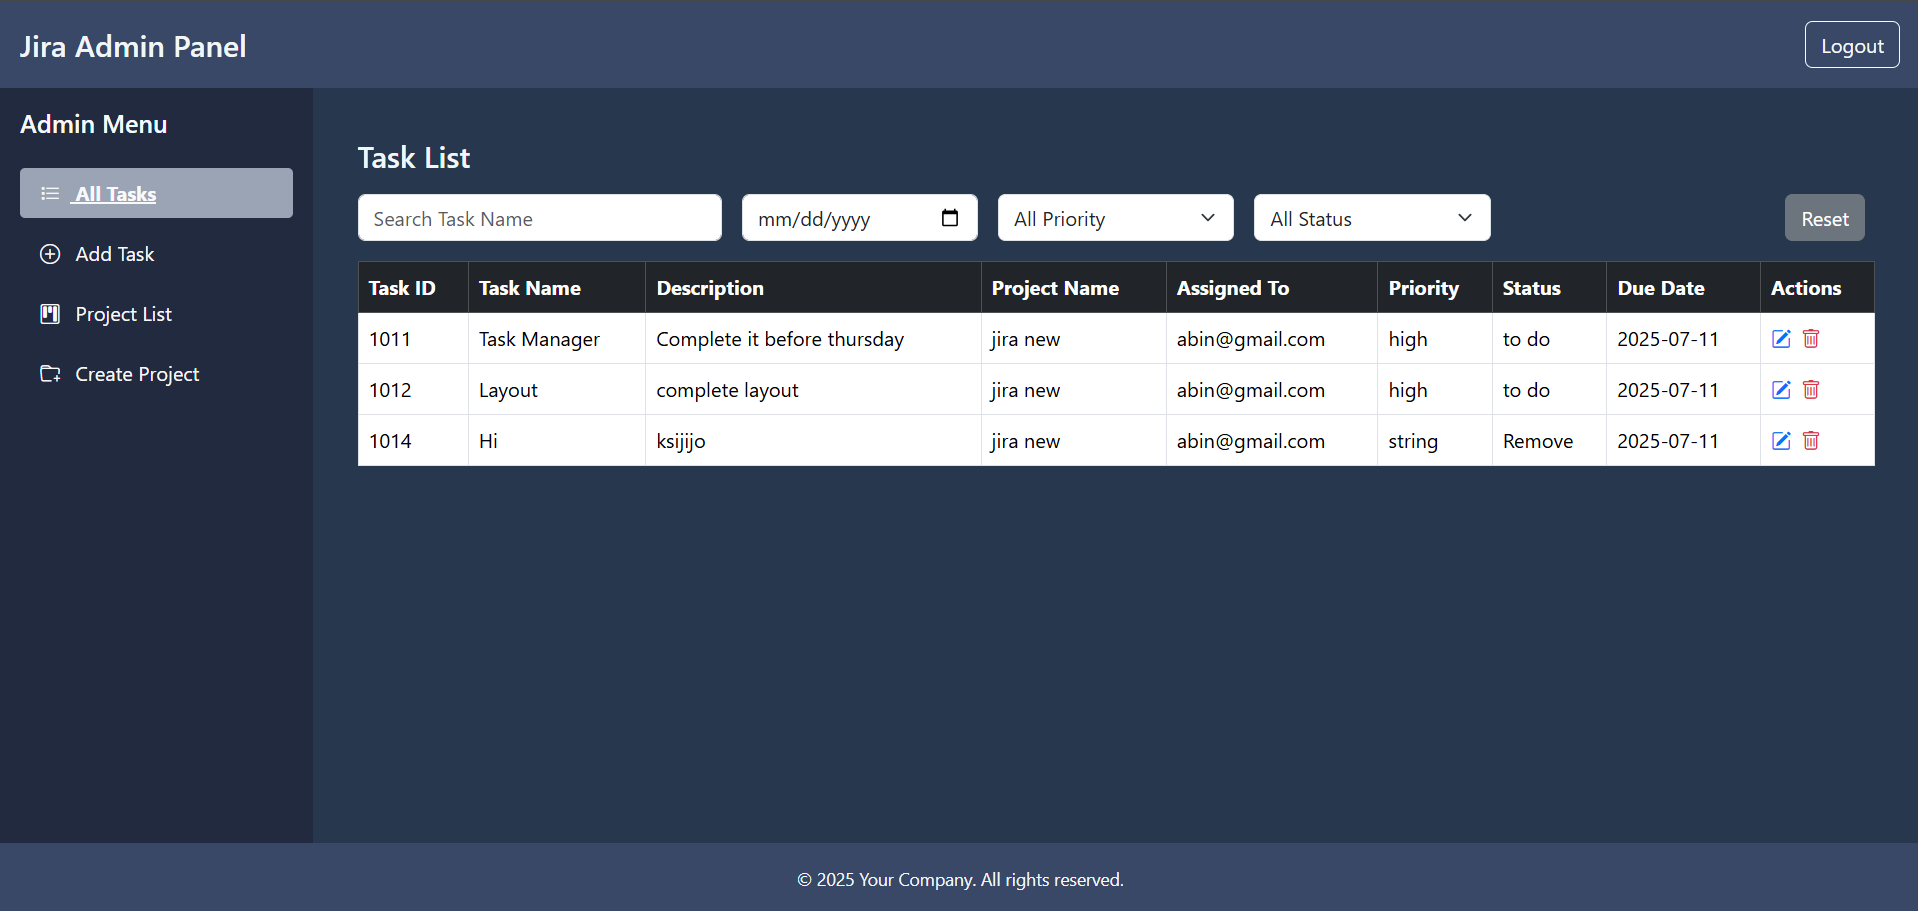 Jira Admin Panel
Logout
Admin Menu
All Tasks
Add Task
Project List
Create Project
Task List
Search Task Name
mm/dd/yyyy
All Priority
All Status
Reset
Task ID Task Name Description Project Name Assigned To Priority Status Due Date Actions
1011 Task Manager Complete it before thursday jira new abin@gmail.com high to do 2025-07-11
1012 Layout complete layout jira new abin@gmail.com high to do 2025-07-11
1014 Hi ksijijo jira new abin@gmail.com string Remove 2025-07-11
© 2025 Your Company. All rights reserved.